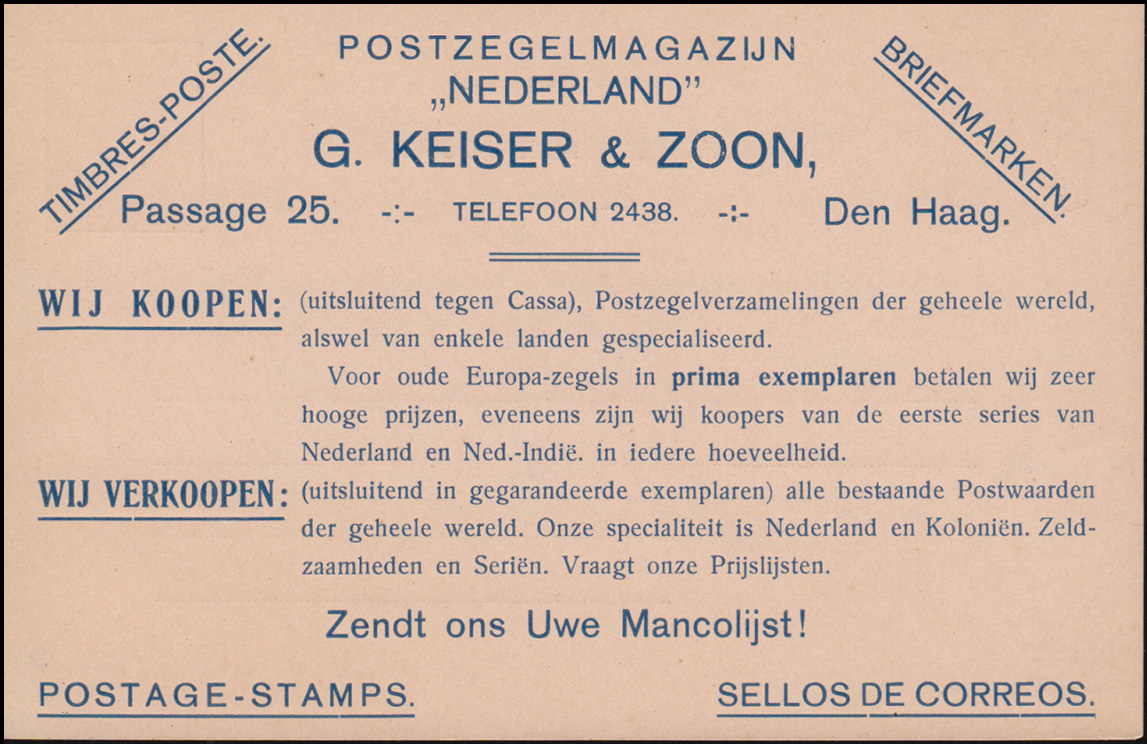 TIMBRES-POSTE.
POSTZEGELMAGAZIJN
„NEDERLAND”
BRIEFMARKEN.
G. KEISER & ZOON,
Passage 25. -:- TELEFOON 2438. -:- Den Haag.
WIJ KOOPEN: (uitsluitend tegen Cassa), Postzegelverzamelingen der geheele wereld,
alswel van enkele landen gespecialiseerd.
Voor oude Europa-zegels in prima exemplaren betalen wij zeer
hooge prijzen, eveneens zijn wij koopers van de eerste series van
Nederland en Ned.-Indië. in iedere hoeveelheid.
WIJ VERKOOPEN: (uitsluitend in gegarandeerde exemplaren) alle bestaande Postwaarden
der geheele wereld. Onze specialiteit is Nederland en Koloniën. Zeld-
zaamheden en Seriën. Vraagt onze Prijslijsten.
Zendt ons Uwe Mancolijst!
POSTAGE-STAMPS. SELLOS DE CORREOS.